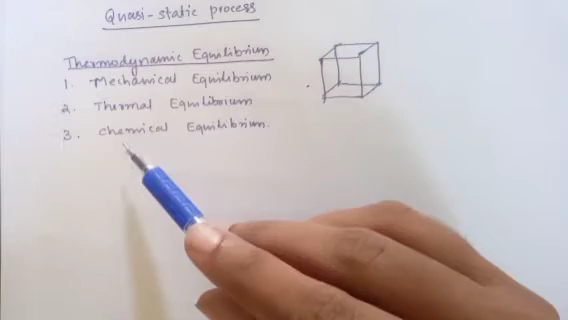 Quasi-static process
Thermodynamic Equilibrium
1. Mechanical Equilibrium
2. Thermal Equilibrium
3. chemical Equilibrium.